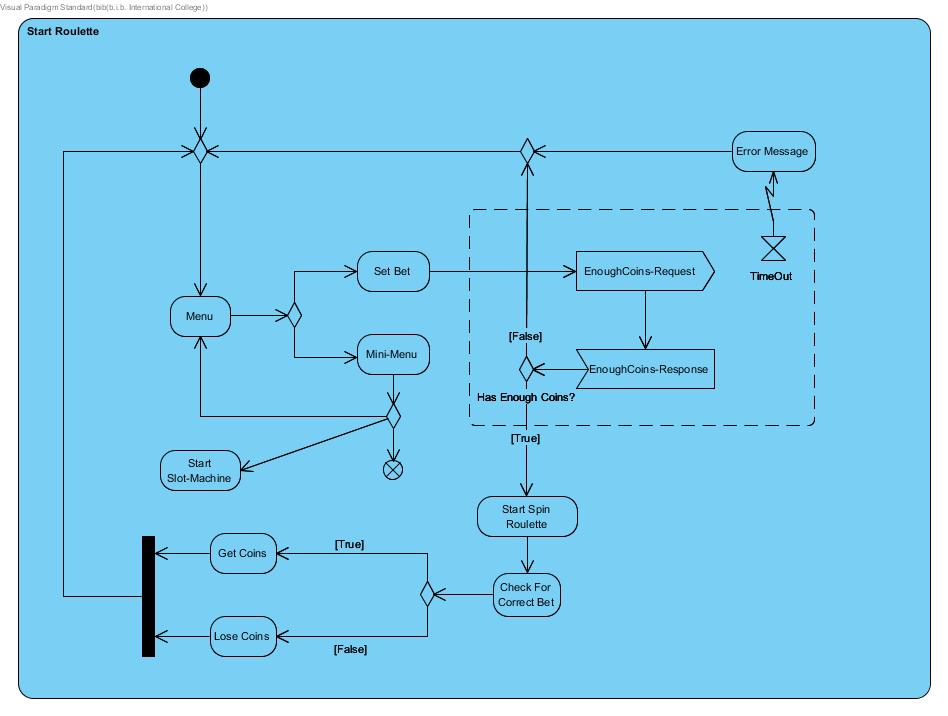 Visual Paradigm Standard(bib(b.i.b. International College))
Start Roulette
Error Message
TimeOut
Set Bet
EnoughCoins-Request
Menu
[False]
Mini-Menu
EnoughCoins-Response
Has Enough Coins?
[True]
Start
Slot-Machine
Start Spin
Roulette
[True]
Get Coins
Check For
Correct Bet
Lose Coins
[False]